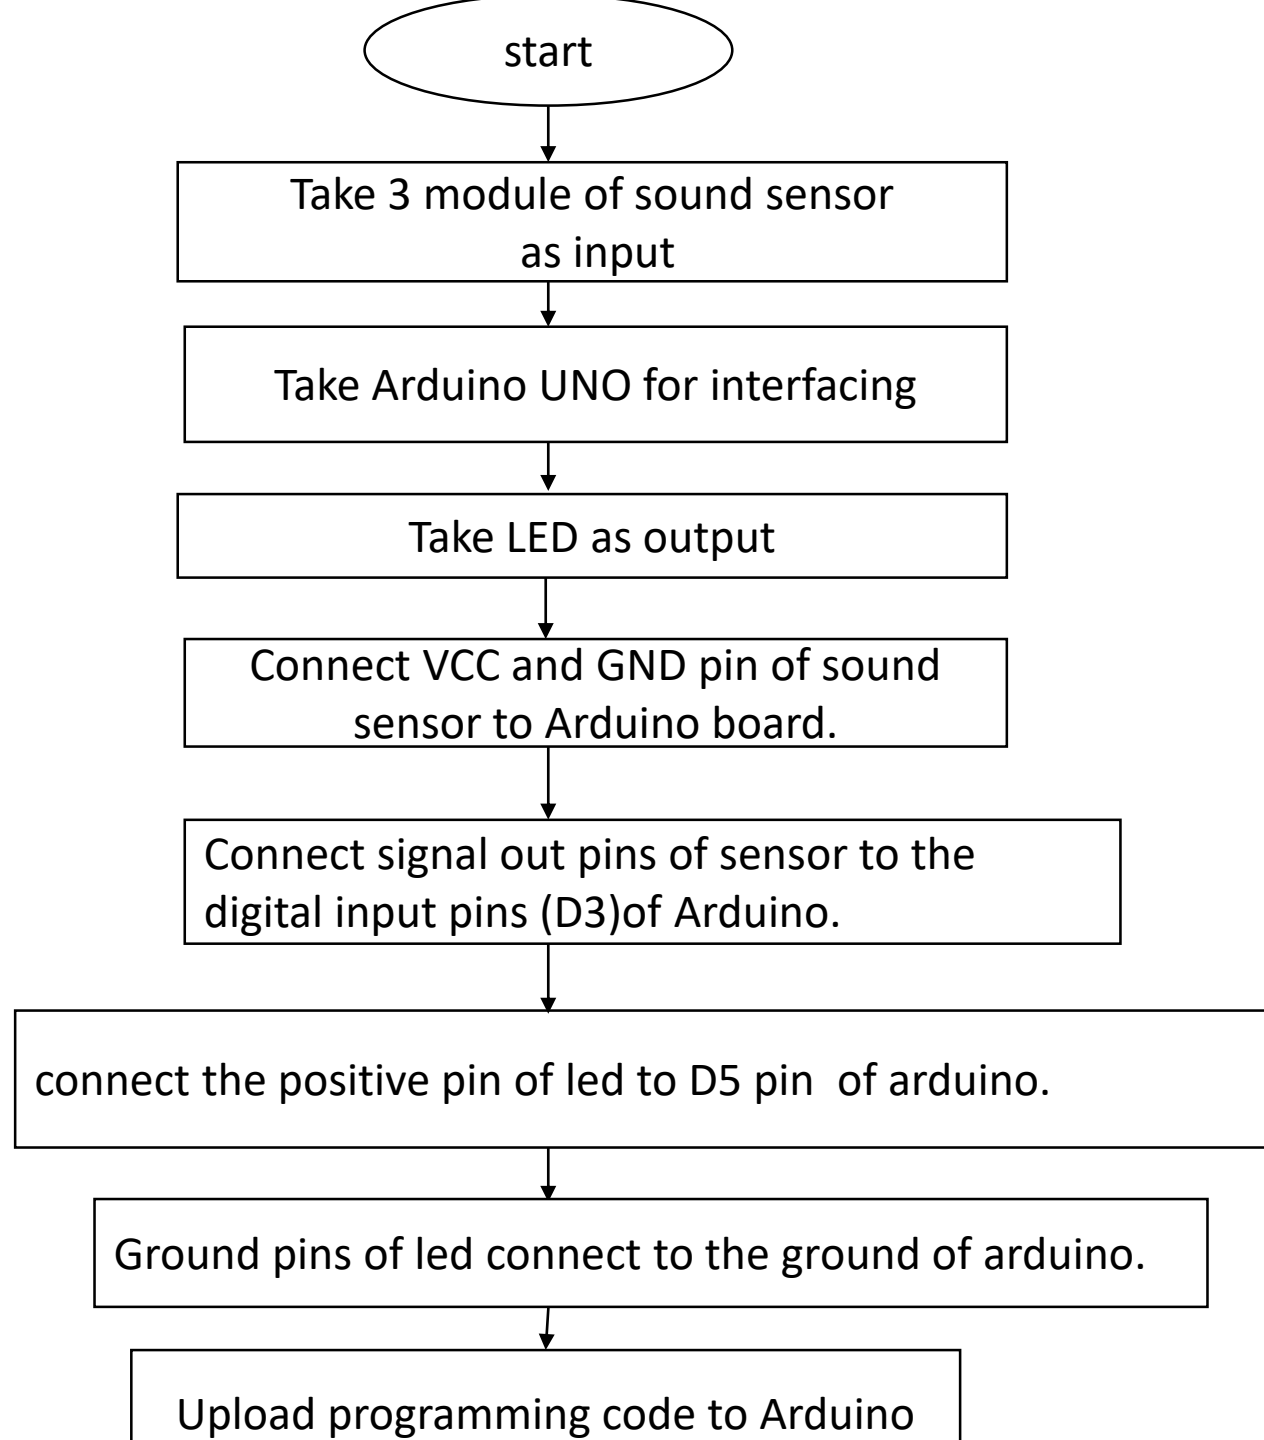 start
Take 3 module of sound sensor
as input
Take Arduino UNO for interfacing
Take LED as output
Connect VCC and GND pin of sound
sensor to Arduino board.
Connect signal out pins of sensor to the
digital input pins (D3)of Arduino.
connect the positive pin of led to D5 pin  of arduino.
Ground pins of led connect to the ground of arduino.
Upload programming code to Arduino